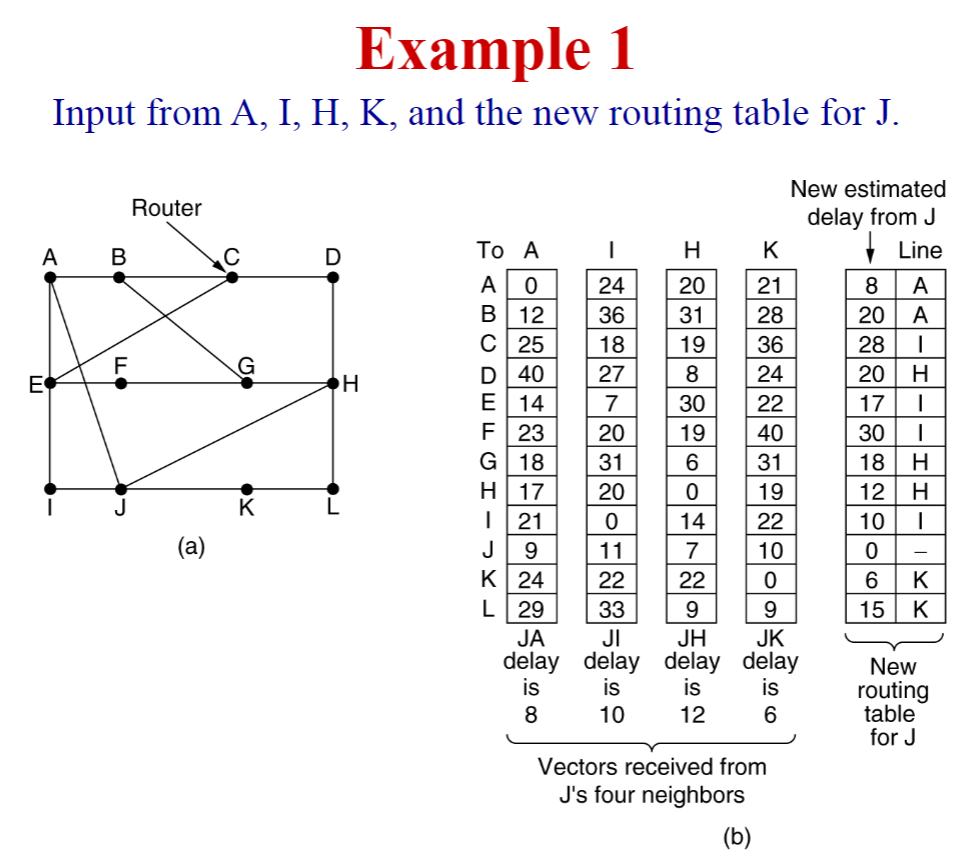 Example 1
Input from A, I, H, K, and the new routing table for J.
Router
A B C D
E F G H
I J K L
(a)
New estimated
delay from J
To A I H K Line
A 0 24 20 21 8 A
B 12 36 31 28 20 A
C 25 18 19 36 28 I
D 40 27 8 24 20 H
E 14 7 30 22 17 I
F 23 20 19 40 30 I
G 18 31 6 31 18 H
H 17 20 0 19 12 H
I 21 0 14 22 10 I
J 9 11 7 10 0 –
K 24 22 22 0 6 K
L 29 33 9 9 15 K
JA JI JH JK
delay delay delay delay
is is is is
8 10 12 6
New
routing
table
for J
Vectors received from
J's four neighbors
(b)